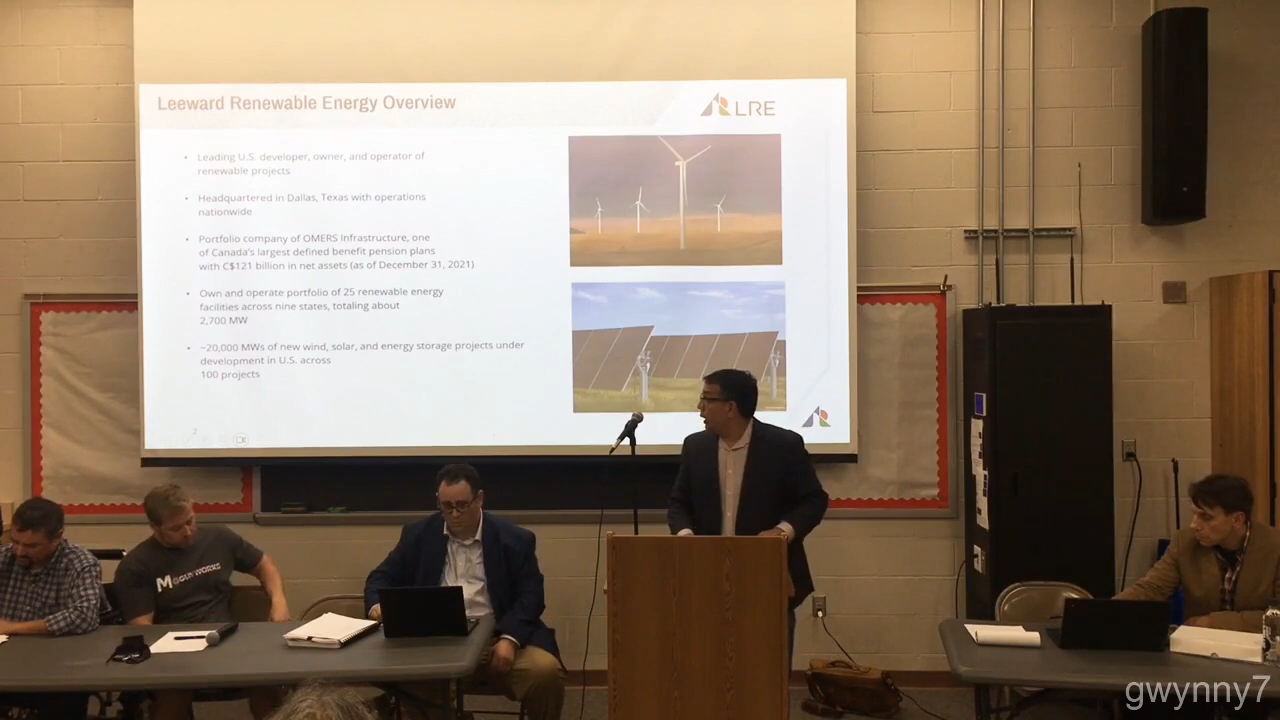 Leeward Renewable Energy Overview
LRE
• Leading U.S. developer, owner, and operator of
renewable projects
• Headquartered in Dallas, Texas with operations
nationwide
• Portfolio company of OMERS Infrastructure, one
of Canada's largest defined benefit pension plans
with C$121 billion in net assets (as of December 31, 2021)
• Own and operate portfolio of 25 renewable energy
facilities across nine states, totaling about
2,700 MW
• ~20,000 MWs of new wind, solar, and energy storage projects under
development in U.S. across
100 projects
2
gwynny7